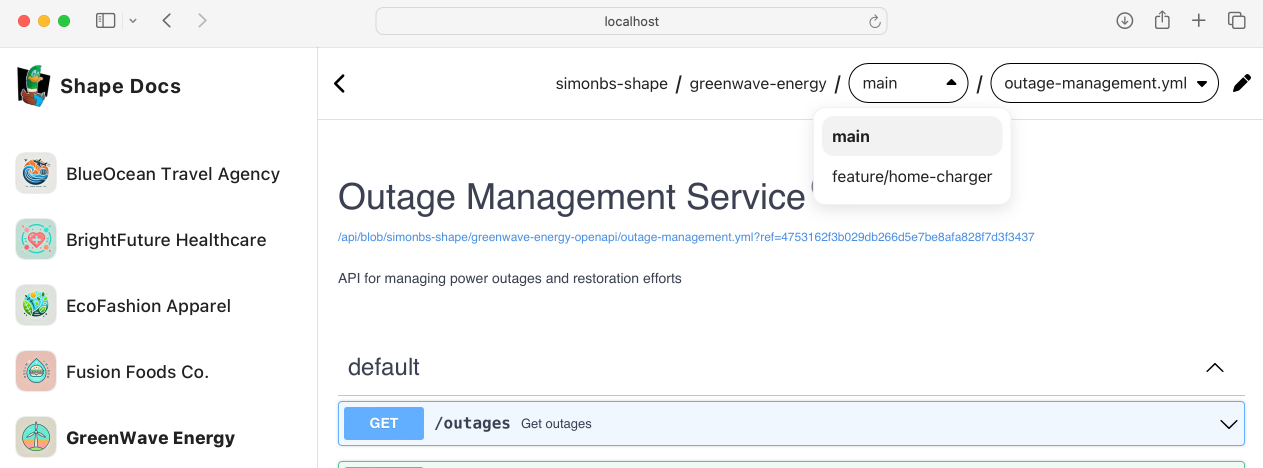 localhost
Shape Docs
simonbs-shape / greenwave-energy / main / outage-management.yml
main
feature/home-charger
BlueOcean Travel Agency
BrightFuture Healthcare
EcoFashion Apparel
Fusion Foods Co.
GreenWave Energy
Outage Management Service
/api/blob/simonbs-shape/greenwave-energy-openapi/outage-management.yml?ref=4753162f3b029db266d5e7be8afa828f7d3f3437
API for managing power outages and restoration efforts
default
GET /outages Get outages